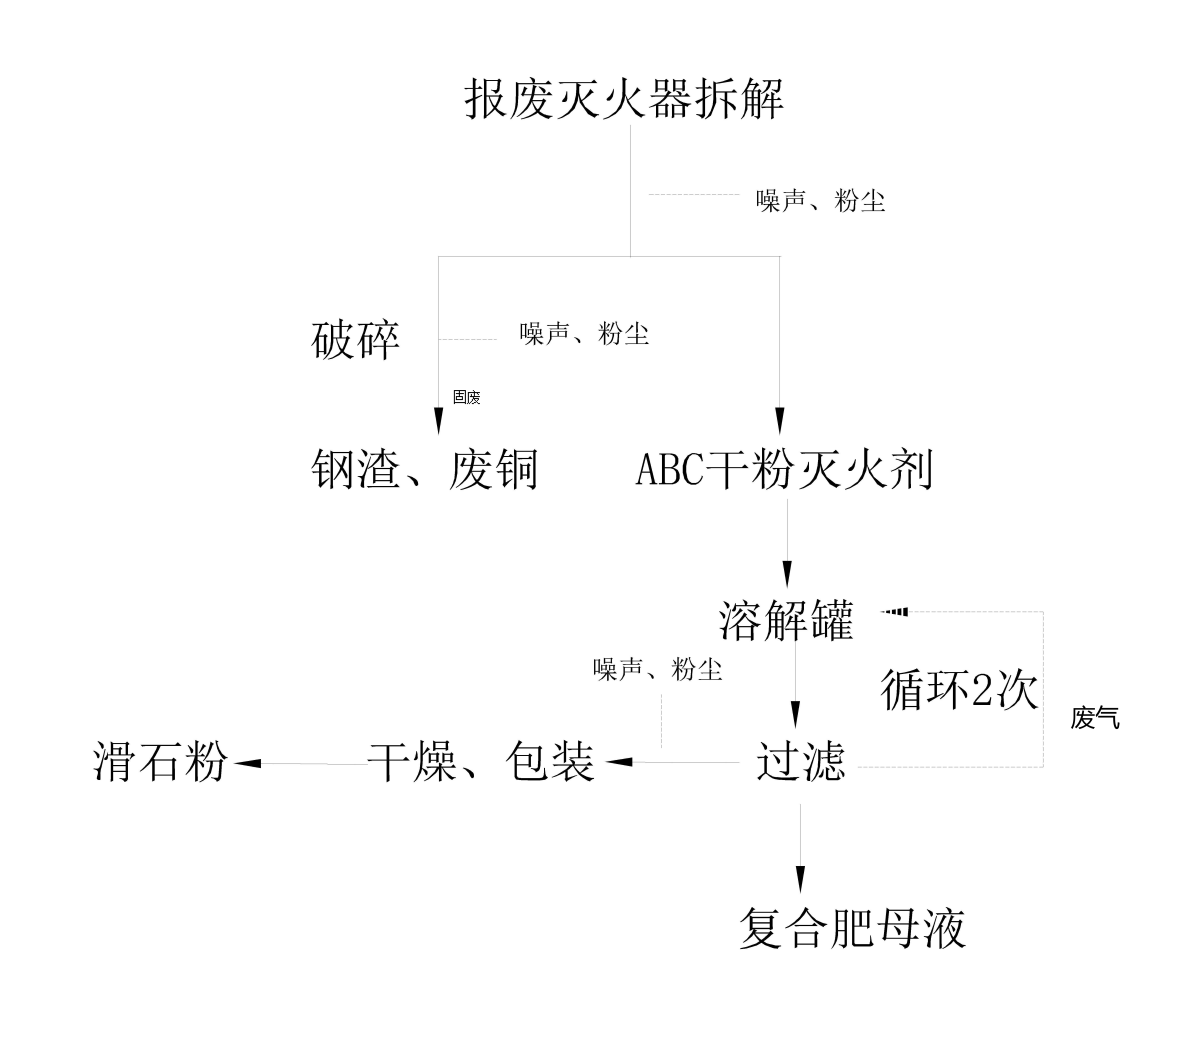 报废灭火器拆解
噪声、粉尘
破碎
噪声、粉尘
固废
钢渣、废铜
ABC干粉灭火剂
溶解罐
噪声、粉尘
循环2次
废气
滑石粉
干燥、包装
过滤
复合肥母液